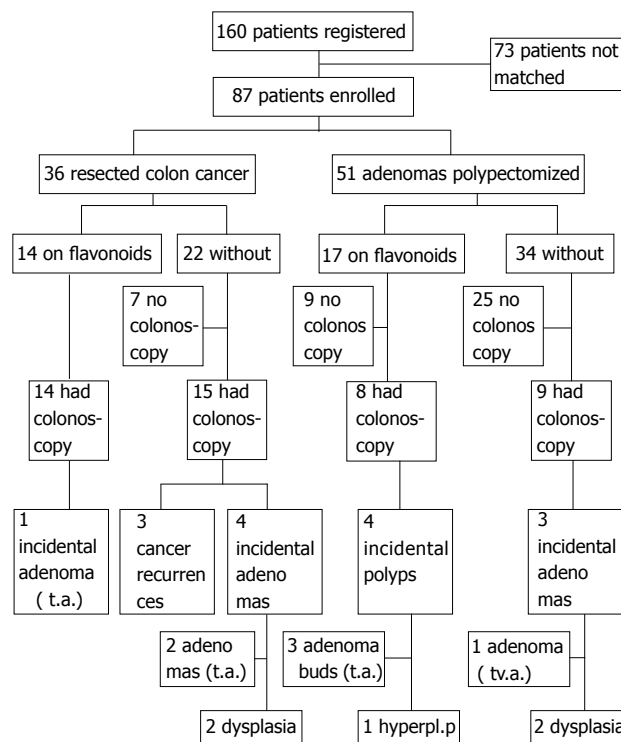 160 patients registered
73 patients not
matched
87 patients enrolled
36 resected colon cancer
51 adenomas polypectomized
14 on flavonoids
22 without
17 on flavonoids
34 without
7 no
colonos-
copy
9 no
colonos
copy
25 no
colonos
copy
14 had
colonos-
copy
15 had
colonos-
copy
8 had
colonos-
copy
9 had
colonos-
copy
1
incidental
adenoma
( t.a.)
3
cancer
recurren
ces
4
incidental
adeno
mas
4
incidental
polyps
3
incidental
adeno
mas
2 adeno
mas (t.a.)
3 adenoma
buds (t.a.)
1 adenoma
( tv.a.)
2 dysplasia
1 hyperpl.p
2 dysplasia